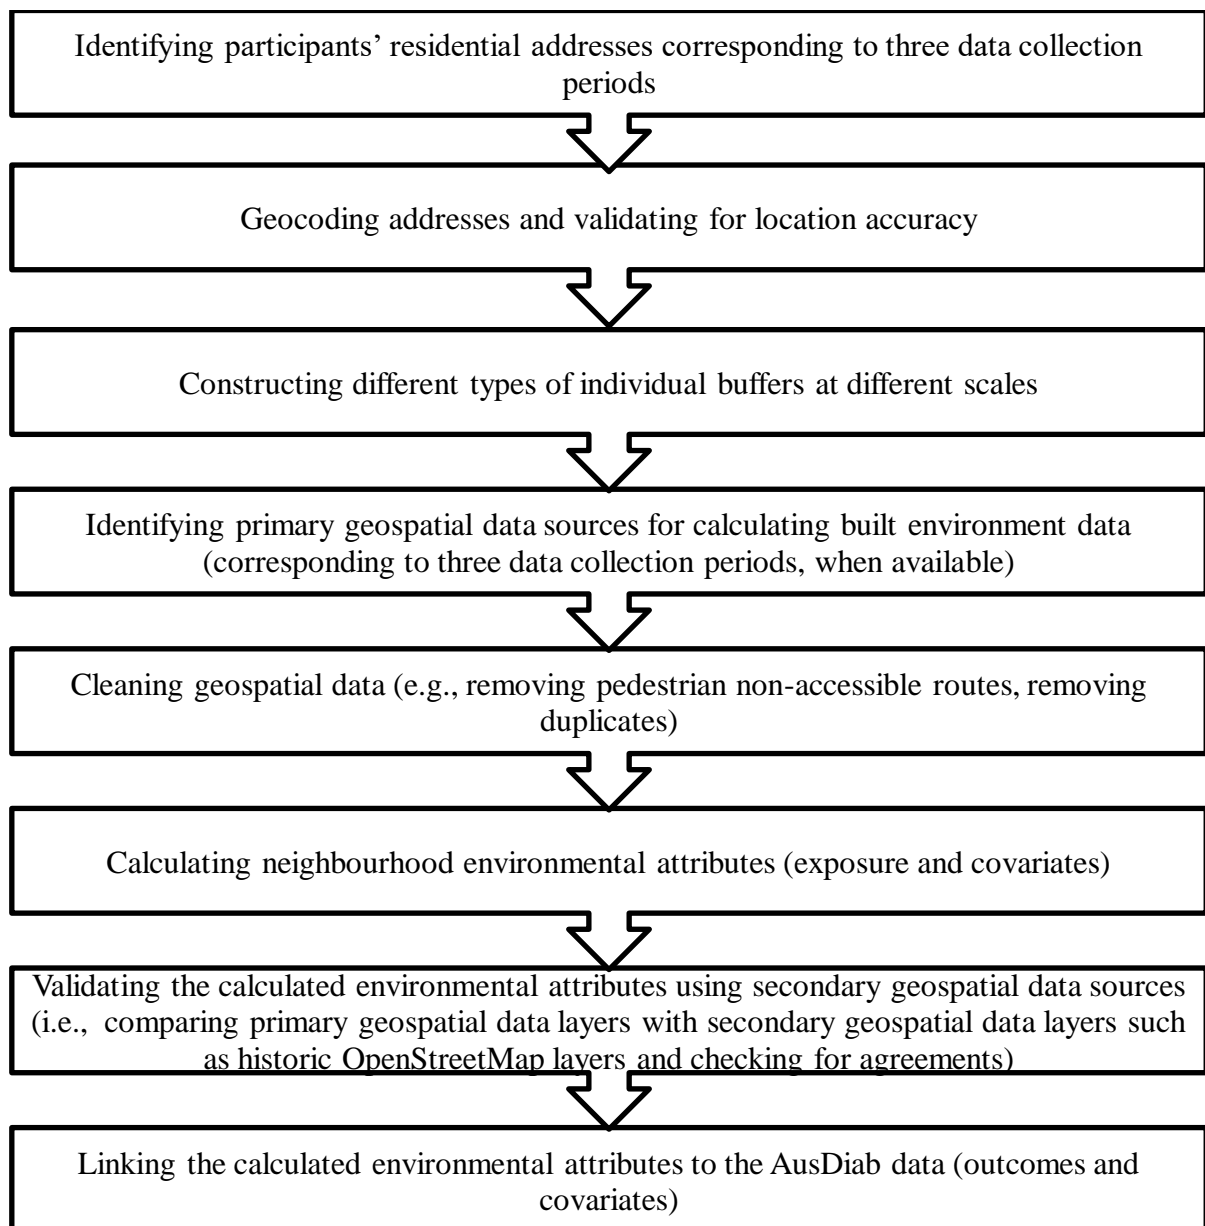 Identifying participants’ residential addresses corresponding to three data collection
periods
Geocoding addresses and validating for location accuracy
Constructing different types of individual buffers at different scales
Identifying primary geospatial data sources for calculating built environment data
(corresponding to three data collection periods, when available)
Cleaning geospatial data (e.g., removing pedestrian non-accessible routes, removing
duplicates)
Calculating neighbourhood environmental attributes (exposure and covariates)
Validating the calculated environmental attributes using secondary geospatial data sources
(i.e., comparing primary geospatial data layers with secondary geospatial data layers such
as historic OpenStreetMap layers and checking for agreements)
Linking the calculated environmental attributes to the AusDiab data (outcomes and
covariates)